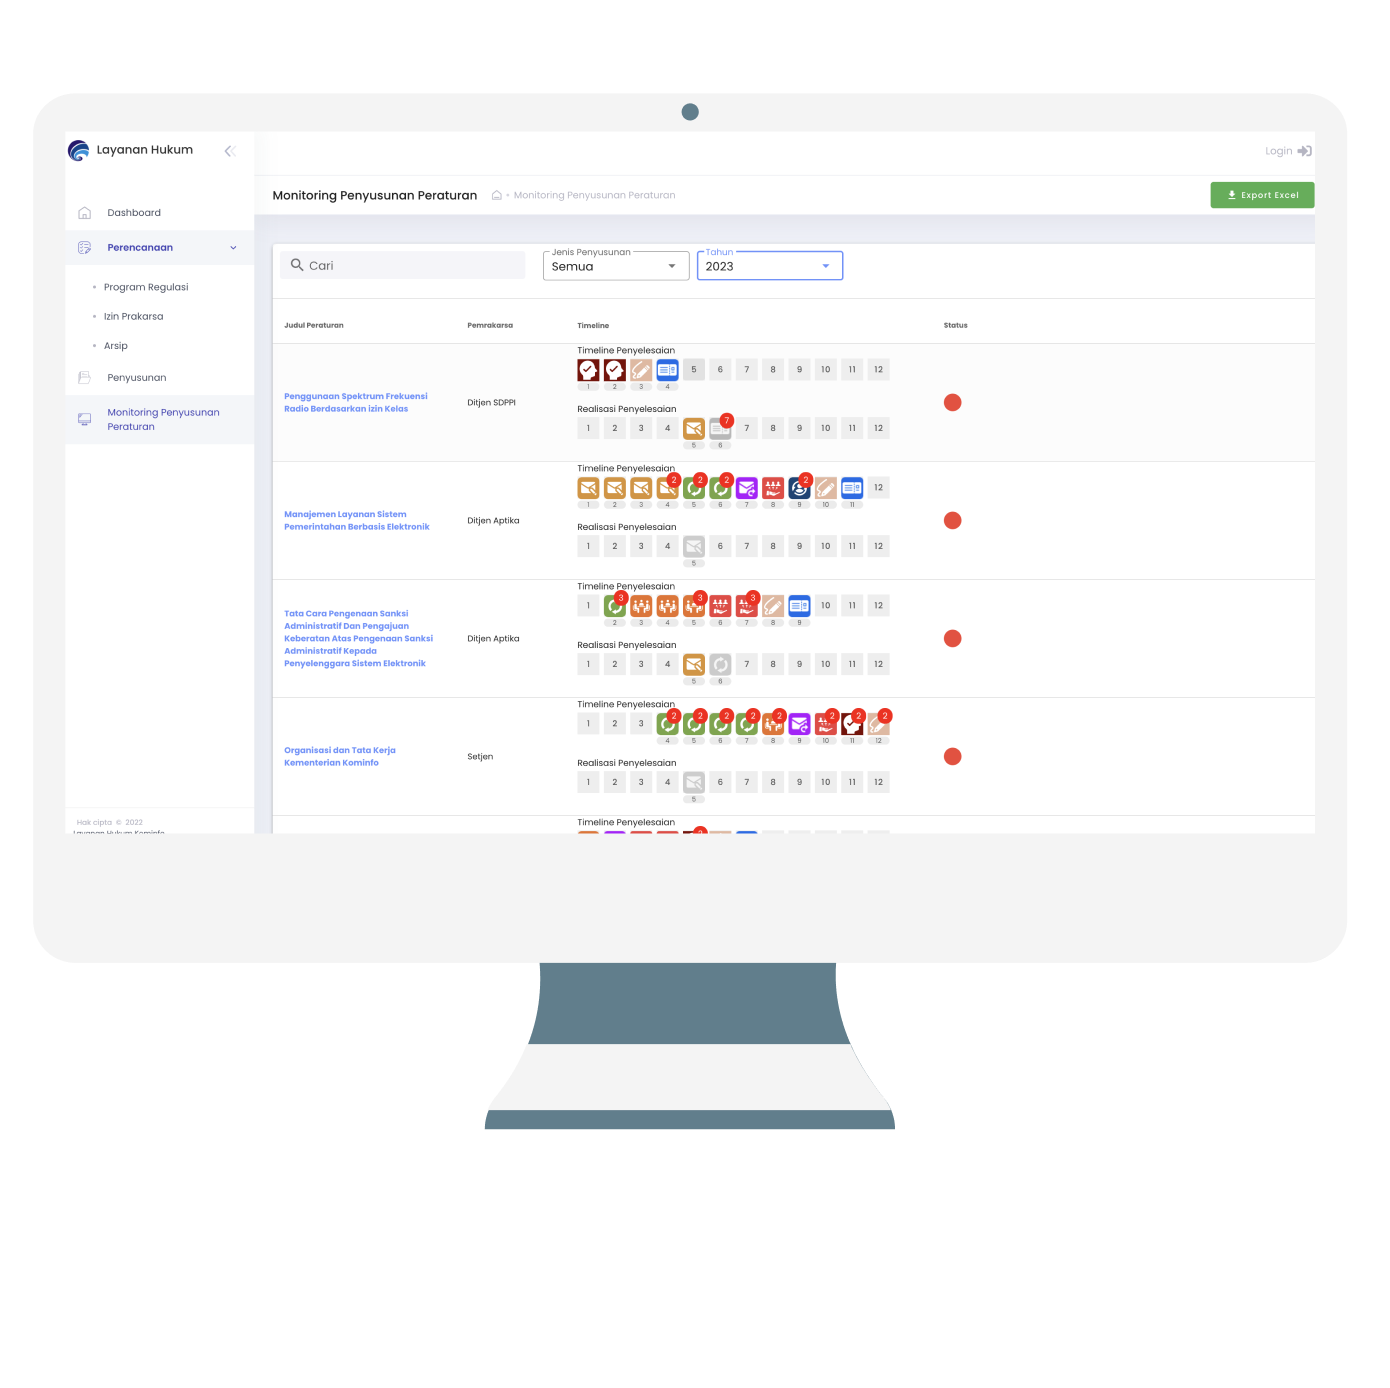 Layanan Hukum
Login
Dashboard
Perencanaan
Program Regulasi
Izin Prakarsa
Arsip
Penyusunan
Monitoring Penyusunan
Peraturan
Hak cipta © 2022
Layanan Hukum Kominfo
Monitoring Penyusunan Peraturan
Monitoring Penyusunan Peraturan
Export Excel
Cari
Jenis Penyusunan
Semua
Tahun
2023
Judul Peraturan Pemrakarsa Timeline Status
Penggunaan Spektrum Frekuensi
Radio Berdasarkan izin Kelas
Ditjen SDPPI
Timeline Penyelesaian
5 6 7 8 9 10 11 12
1 2 3 4
Realisasi Penyelesaian
7
1 2 3 4 7 8 9 10 11 12
5 6
Manajemen Layanan Sistem
Pemerintahan Berbasis Elektronik
Ditjen Aptika
Timeline Penyelesaian
2 2 2 2
12
1 2 3 4 5 6 7 8 9 10 11
Realisasi Penyelesaian
1 2 3 4 6 7 8 9 10 11 12
5
Tata Cara Pengenaan Sanksi
Administratif Dan Pengajuan
Keberatan Atas Pengenaan Sanksi
Administratif Kepada
Penyelenggara Sistem Elektronik
Ditjen Aptika
Timeline Penyelesaian
3 3 3
1 10 11 12
2 3 4 5 6 7 8 9
Realisasi Penyelesaian
1 2 3 4 7 8 9 10 11 12
5 6
Organisasi dan Tata Kerja
Kementerian Kominfo
Setjen
Timeline Penyelesaian
2 2 2 2 2 2 2 2
1 2 3
4 5 6 7 8 9 10 11 12
Realisasi Penyelesaian
1 2 3 4 6 7 8 9 10 11 12
5
Timeline Penyelesaian